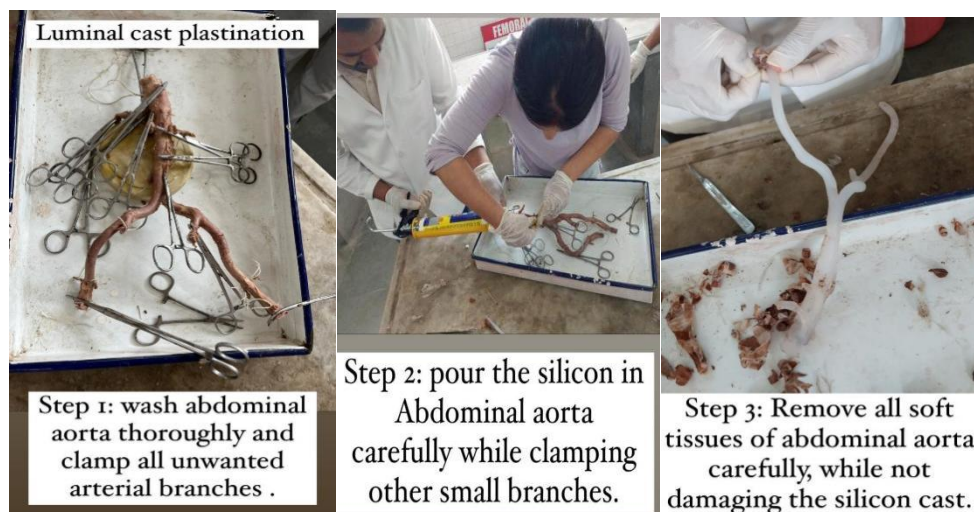 Luminal cast plastination
Step 1: wash abdominal
aorta thoroughly and
clamp all unwanted
arterial branches .
FEMORAL
Step 2: pour the silicon in
Abdominal aorta
carefully while clamping
other small branches.
Step 3: Remove all soft
tissues of abdominal aorta
carefully, while not
damaging the silicon cast.